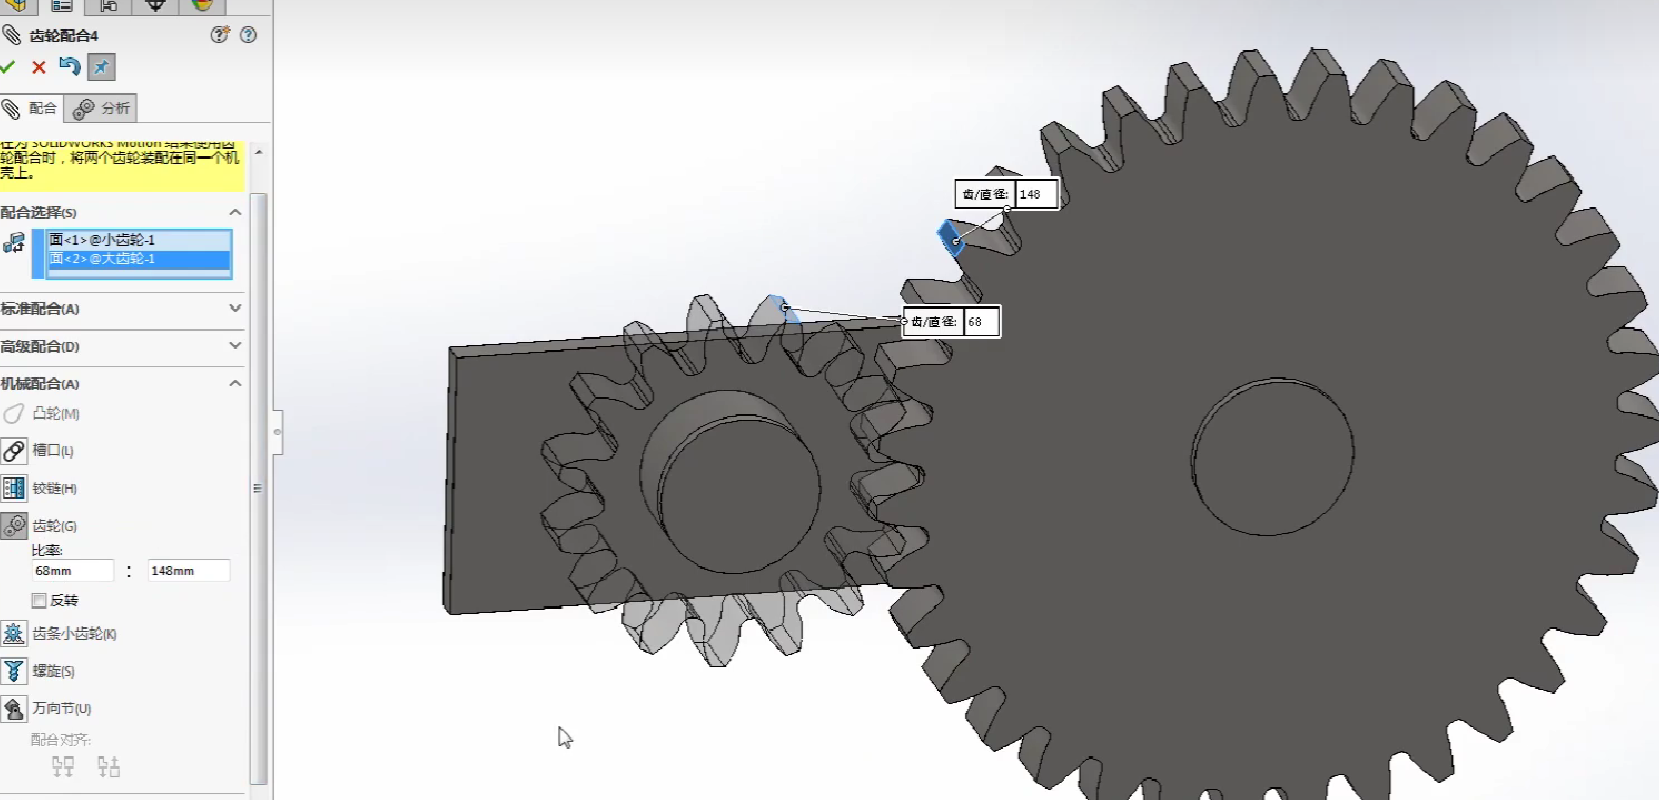 齿轮配合4
配合
分析
在为 SOLIDWORKS Motion 结果使用齿
轮配合时，将两个齿轮装配在同一个机
壳上。
配合选择(S)
面<1>@小齿轮-1
面<2>@大齿轮-1
标准配合(A)
高级配合(D)
机械配合(A)
凸轮(M)
槽口(L)
铰链(H)
齿轮(G)
比率:
68mm : 148mm
反转
齿条小齿轮(K)
螺旋(S)
万向节(U)
配合对齐:
齿/直径: 148
齿/直径: 68